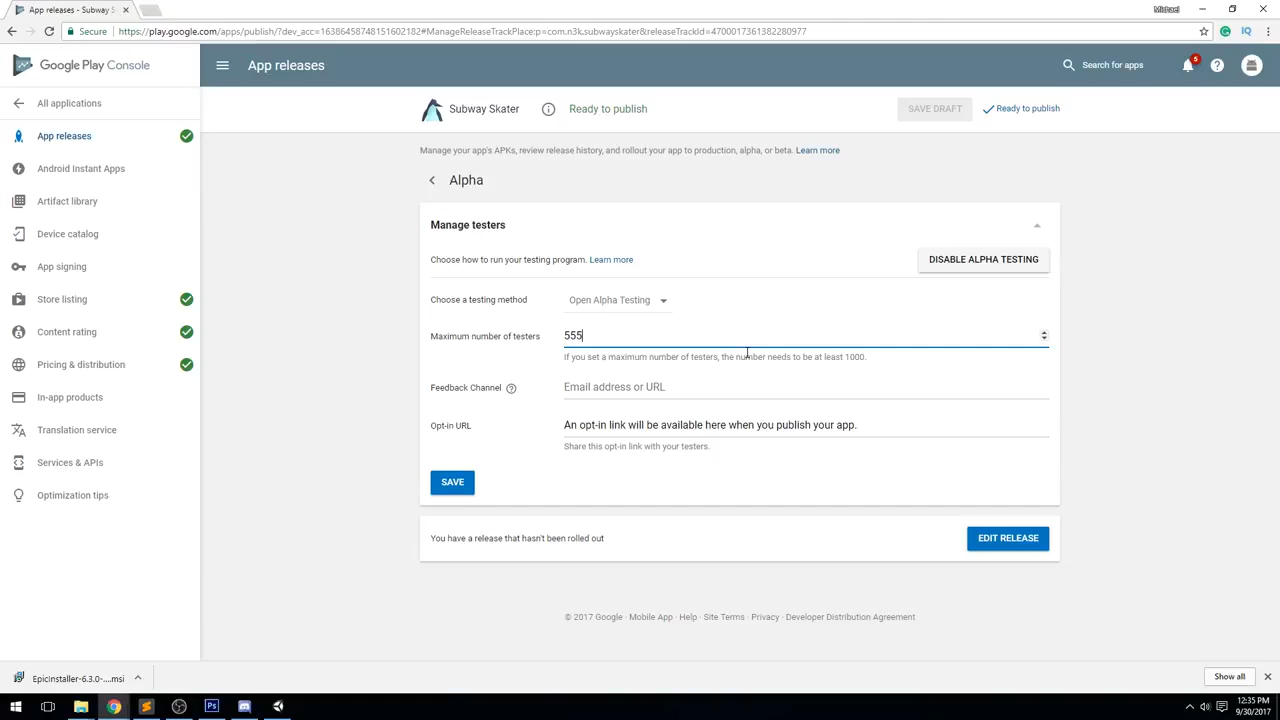 App releases - Subway S
Michael
Secure
https://play.google.com/apps/publish/?dev_acc=16386458748151602182#ManageReleaseTrackPlace:p=com.n3k.subwayskater&releaseTrackId=4700017361382280977
Google Play Console
App releases
Search for apps
5
All applications
App releases
Android Instant Apps
Artifact library
Device catalog
App signing
Store listing
Content rating
Pricing & distribution
In-app products
Translation service
Services & APIs
Optimization tips
Subway Skater
Ready to publish
SAVE DRAFT
Ready to publish
Manage your app's APKs, review release history, and rollout your app to production, alpha, or beta. Learn more
Alpha
Manage testers
Choose how to run your testing program. Learn more
DISABLE ALPHA TESTING
Choose a testing method
Open Alpha Testing
Maximum number of testers
555
If you set a maximum number of testers, the number needs to be at least 1000.
Feedback Channel
Email address or URL
Opt-in URL
An opt-in link will be available here when you publish your app.
Share this opt-in link with your testers.
SAVE
You have a release that hasn't been rolled out
EDIT RELEASE
© 2017 Google · Mobile App · Help · Site Terms · Privacy · Developer Distribution Agreement
EpicInstaller-6.3.0-....msi
Show all
12:35 PM
9/30/2017